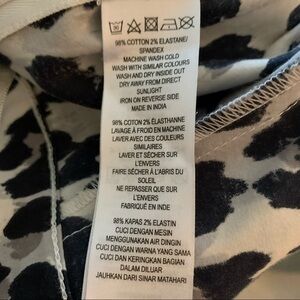 98% COTTON 2% ELASTANE/
SPANDEX
MACHINE WASH COLD
WASH WITH SIMILAR COLOURS
WASH AND DRY INSIDE OUT
DRY AWAY FROM DIRECT
SUNLIGHT
IRON ON REVERSE SIDE
MADE IN INDIA
98% COTON 2% ÉLASTHANNE
LAVAGE À FROID EN MACHINE
LAVER AVEC DES COULEURS
SIMILAIRES
LAVER ET SÉCHER SUR
L'ENVERS
FAIRE SÉCHER À L'ABRIS DU
SOLEIL
NE REPASSER QUE SUR
L'ENVERS
FABRIQUÉ EN INDE
98% KAPAS 2% ELASTIN
CUCI DENGAN MESIN
MENGGUNAKAN AIR DINGIN
CUCI DENGAN WARNA YANG SAMA
CUCI DAN KERINGKAN BAGIAN
DALAM DILUAR
JAUHKAN DARI SINAR MATAHARI